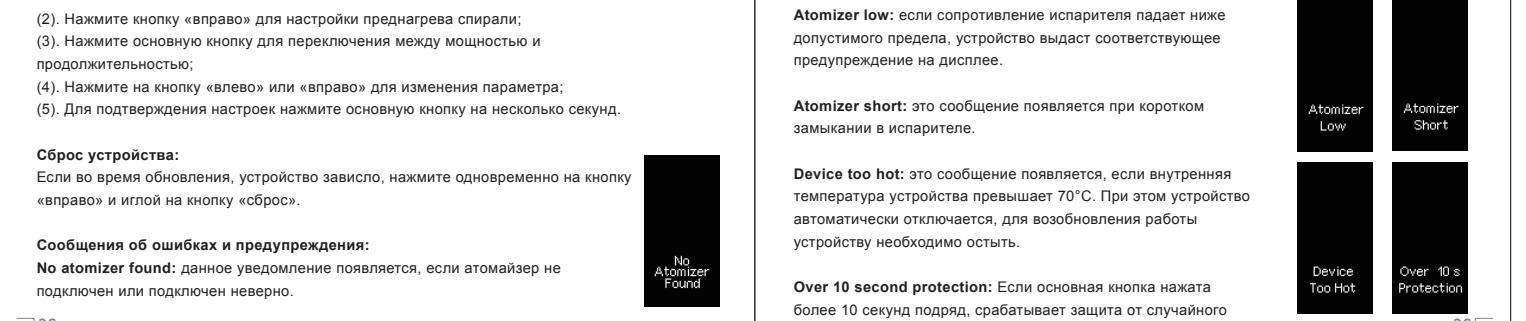 (2). Нажмите кнопку «вправо» для настройки преднагрева спирали;
(3). Нажмите основную кнопку для переключения между мощностью и
продолжительностью;
(4). Нажмите на кнопку «влево» или «вправо» для изменения параметра;
(5). Для подтверждения настроек нажмите основную кнопку на несколько секунд.
Сброс устройства:
Если во время обновления, устройство зависло, нажмите одновременно на кнопку
«вправо» и иглой на кнопку «сброс».
Сообщения об ошибках и предупреждения:
No atomizer found: данное уведомление появляется, если атомайзер не
подключен или подключен неверно.
No
Atomizer
Found
Atomizer low: если сопротивление испарителя падает ниже
допустимого предела, устройство выдаст соответствующее
предупреждение на дисплее.
Atomizer short: это сообщение появляется при коротком
замыкании в испарителе.
Device too hot: это сообщение появляется, если внутренняя
температура устройства превышает 70°С. При этом устройство
автоматически отключается, для возобновления работы
устройству необходимо остыть.
Over 10 second protection: Если основная кнопка нажата
более 10 секунд подряд, срабатывает защита от случайного
Atomizer
Low
Atomizer
Short
Device
Too Hot
Over 10 s
Protection